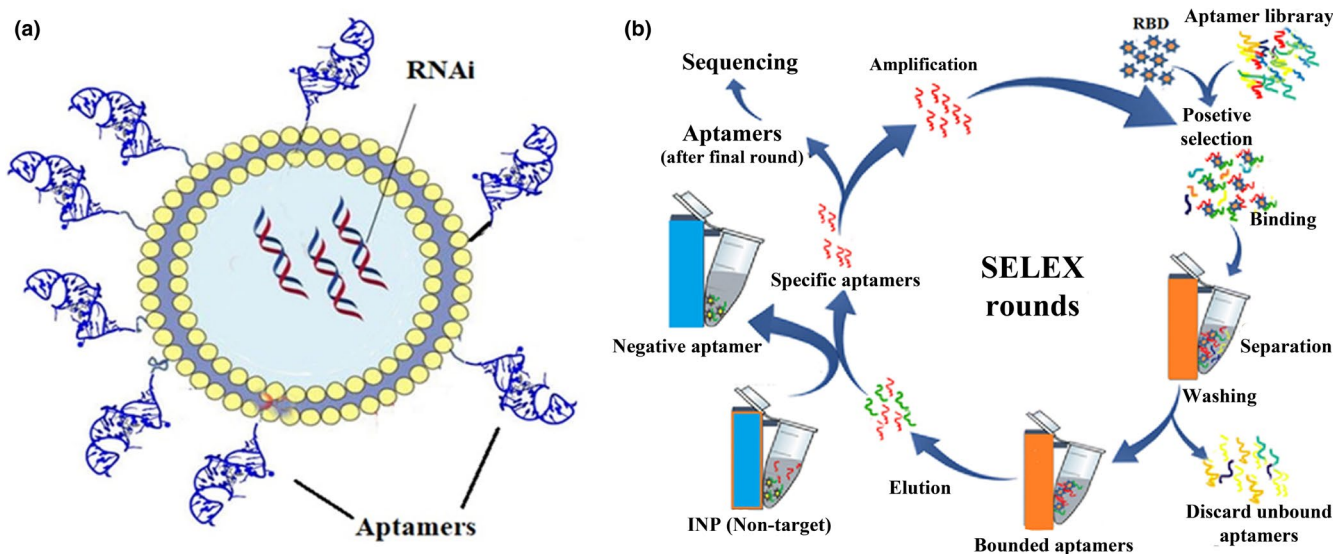 (a)
RNAi
Aptamers
(b)
RBD
Aptamer libraray
Posetive
selection
Binding
Separation
Washing
Discard unbound
aptamers
Bounded aptamers
Elution
INP (Non-target)
Negative aptamer
Specific aptamers
Amplification
Aptamers
(after final round)
Sequencing
SELEX
rounds